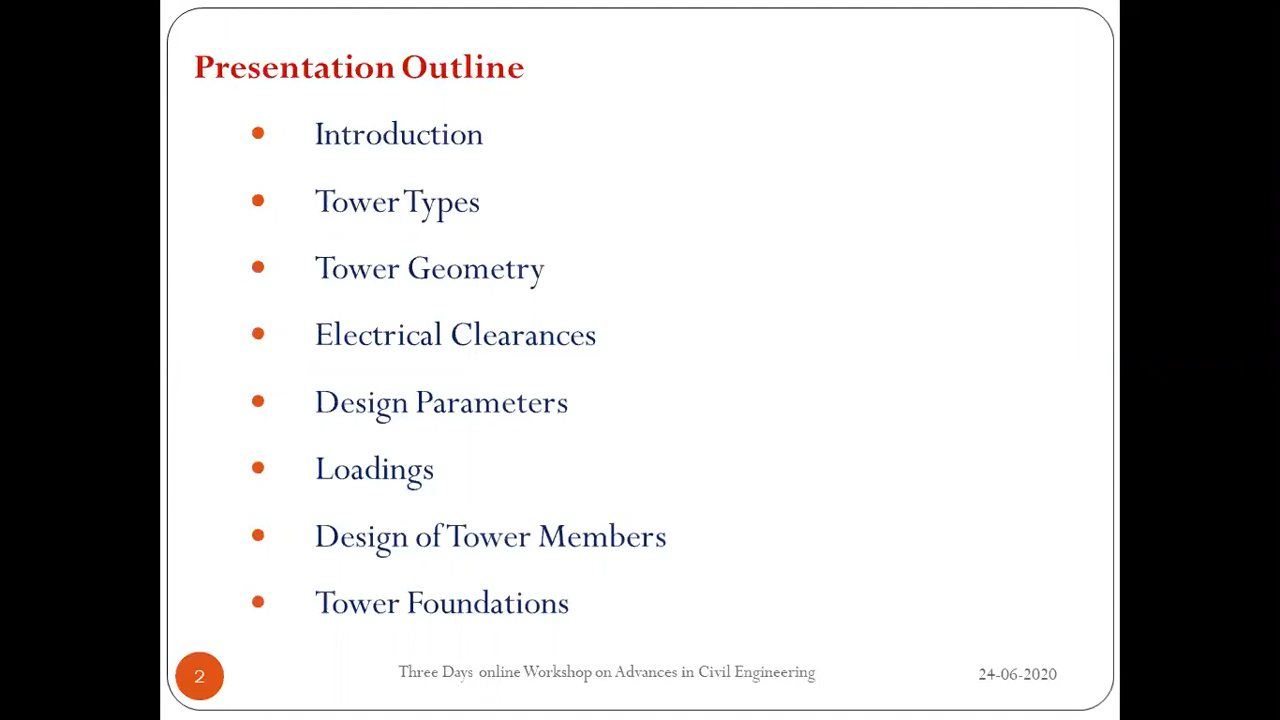 Presentation Outline
• Introduction
• Tower Types
• Tower Geometry
• Electrical Clearances
• Design Parameters
• Loadings
• Design of Tower Members
• Tower Foundations
2 Three Days online Workshop on Advances in Civil Engineering 24-06-2020